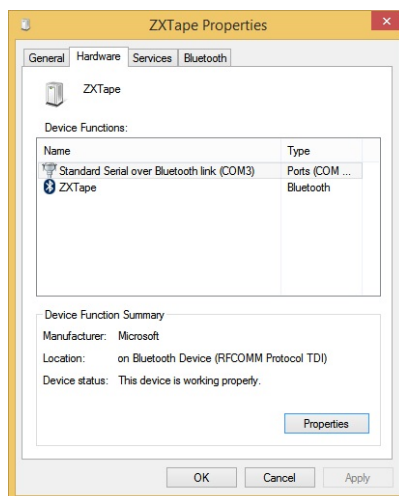 ZXTape Properties
General Hardware Services Bluetooth
ZXTape
Device Functions:
Name Type
Standard Serial over Bluetooth link (COM3) Ports (COM ...
ZXTape Bluetooth
Device Function Summary
Manufacturer: Microsoft
Location: on Bluetooth Device (RFCOMM Protocol TDI)
Device status: This device is working properly.
Properties
OK Cancel Apply